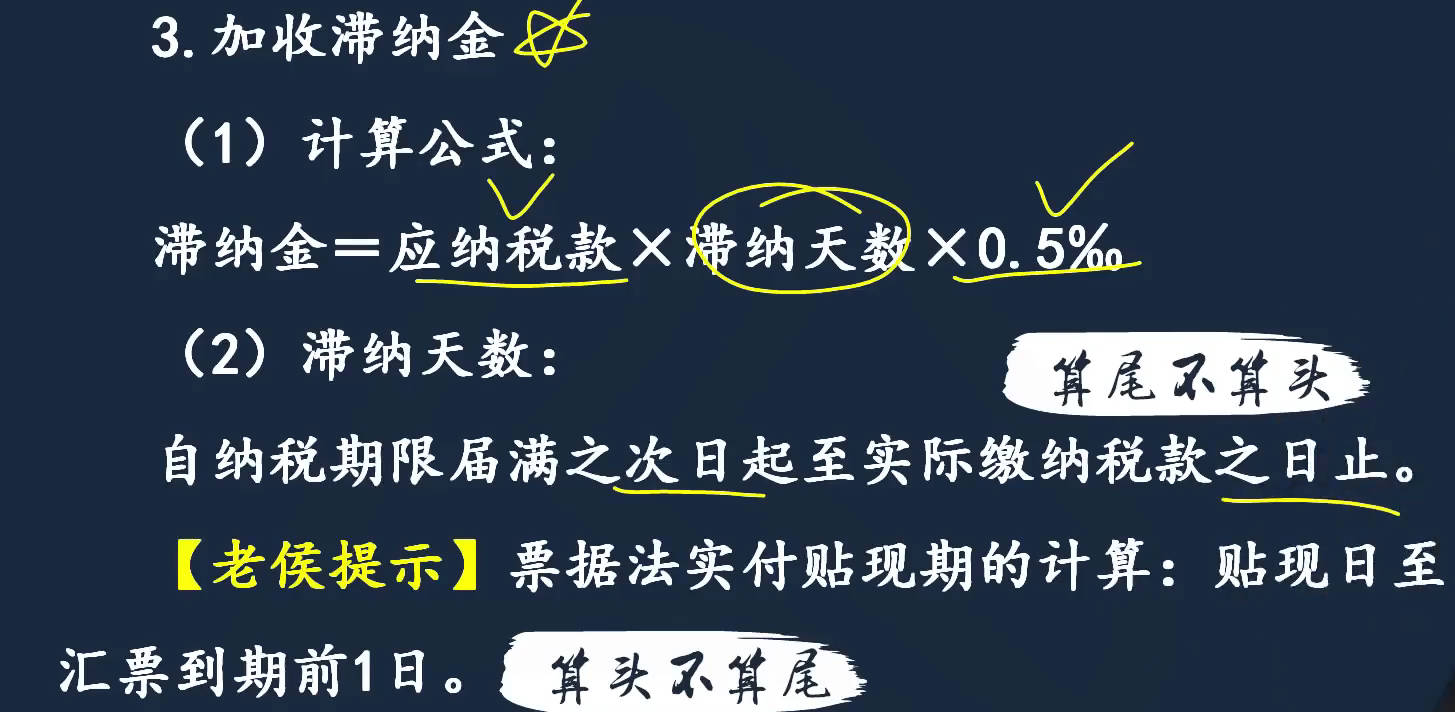 3.加收滞纳金
（1）计算公式：
滞纳金＝应纳税款×滞纳天数×0.5‰
（2）滞纳天数：
算尾不算头
自纳税期限届满之次日起至实际缴纳税款之日止。
【老侯提示】票据法实付贴现期的计算：贴现日至
汇票到期前1日。算头不算尾